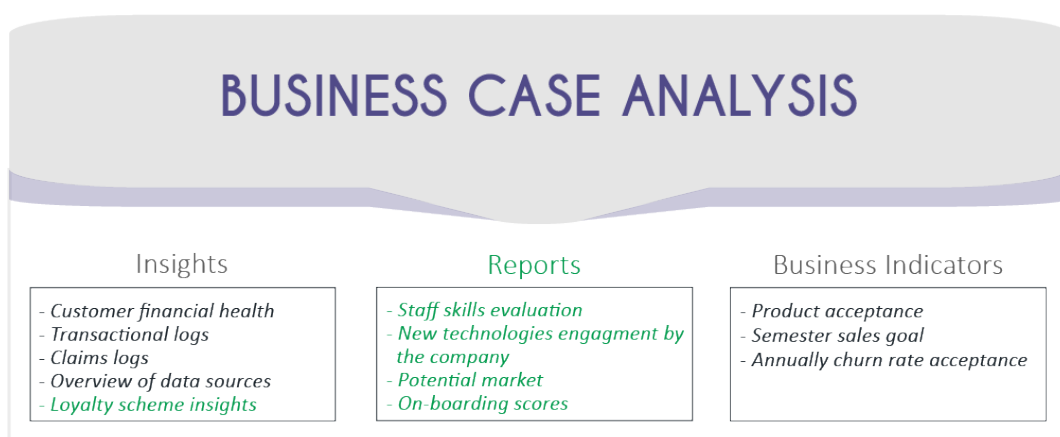 BUSINESS CASE ANALYSIS
Insights
- Customer financial health
- Transactional logs
- Claims logs
- Overview of data sources
- Loyalty scheme insights
Reports
- Staff skills evaluation
- New technologies engagment by
the company
- Potential market
- On-boarding scores
Business Indicators
- Product acceptance
- Semester sales goal
- Annually churn rate acceptance